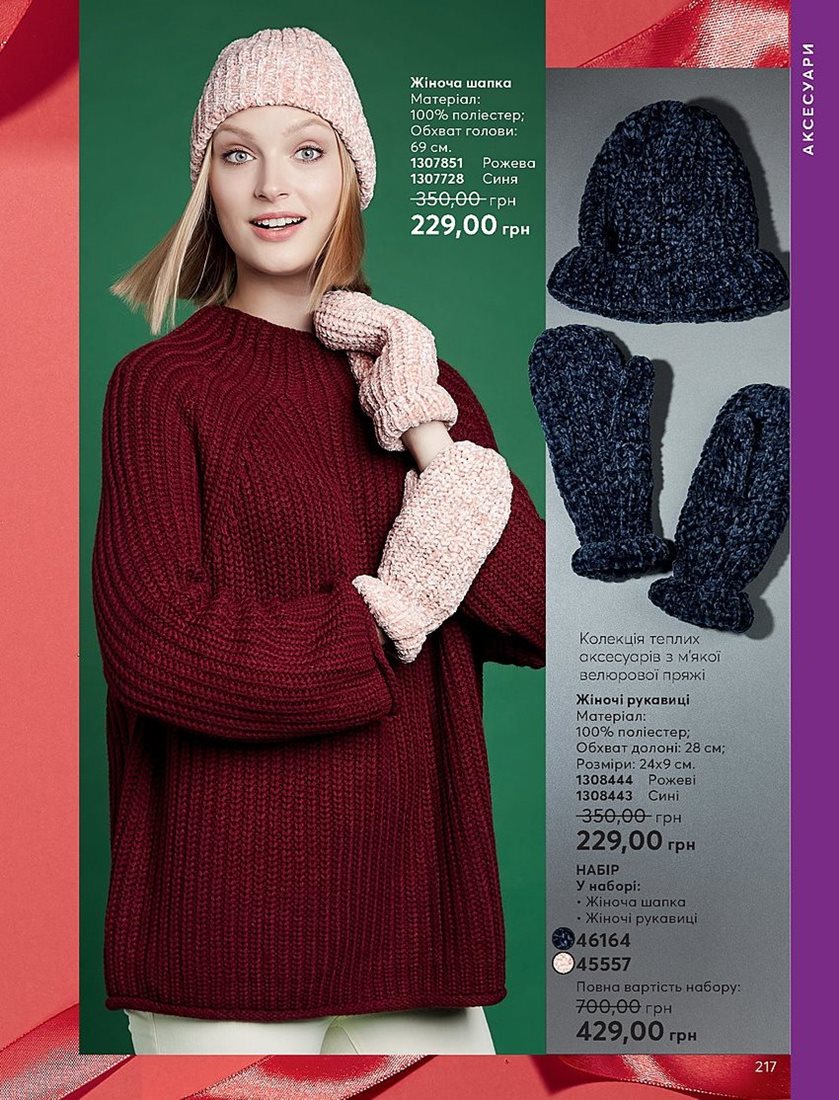 АКСЕСУАРИ
Жіноча шапка
Матеріал:
100% поліестер;
Обхват голови:
69 см.
1307851 Рожева
1307728 Синя
350,00 грн
229,00 грн
Колекція теплих
аксесуарів з м'якої
велюрової пряжі
Жіночі рукавиці
Матеріал:
100% поліестер;
Обхват долоні: 28 см;
Розміри: 24х9 см.
1308444 Рожеві
1308443 Сині
350,00 грн
229,00 грн
НАБІР
У наборі:
• Жіноча шапка
• Жіночі рукавиці
46164
45557
Повна вартість набору:
700,00 грн
429,00 грн
217